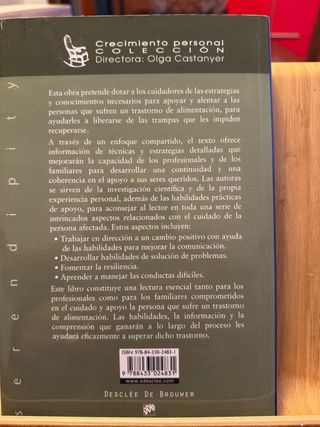 Crecimiento personal
COLECCIÓN
Directora: Olga Castanyer
Esta obra pretende dotar a los cuidadores de las estrategias
y conocimientos necesarios para apoyar y alentar a las
personas que sufren un trastorno de alimentación, para
ayudarles a liberarse de las trampas que les impiden
recuperarse.
A través de un enfoque compartido, el texto ofrece
información de técnicas y estrategias detalladas que
mejorarán la capacidad de los profesionales y de los
familiares para desarrollar una continuidad y una
coherencia en el apoyo a sus seres queridos. Las autoras
se sirven de la investigación científica y de la propia
experiencia personal, además de las habilidades prácticas
de apoyo, para aconsejar al lector en toda una serie de
intrincados aspectos relacionados con el cuidado de la
persona afectada. Estos aspectos incluyen:
• Trabajar en dirección a un cambio positivo con ayuda
de las habilidades para mejorar la comunicación.
• Desarrollar habilidades de solución de problemas.
• Fomentar la resiliencia.
• Aprender a manejar las conductas difíciles.
Este libro constituye una lectura esencial tanto para los
profesionales como para los familiares comprometidos
en el cuidado y apoyo la persona que sufre un trastorno
de alimentación. Las habilidades, la información y la
comprensión que ganarán a lo largo del proceso les
ayudará eficazmente a superar dicho trastorno.
serendipity
ISBN: 978-84-330-2483-1
9 788433 024831
www.edesclee.com
DESCLÉE DE BROUWER